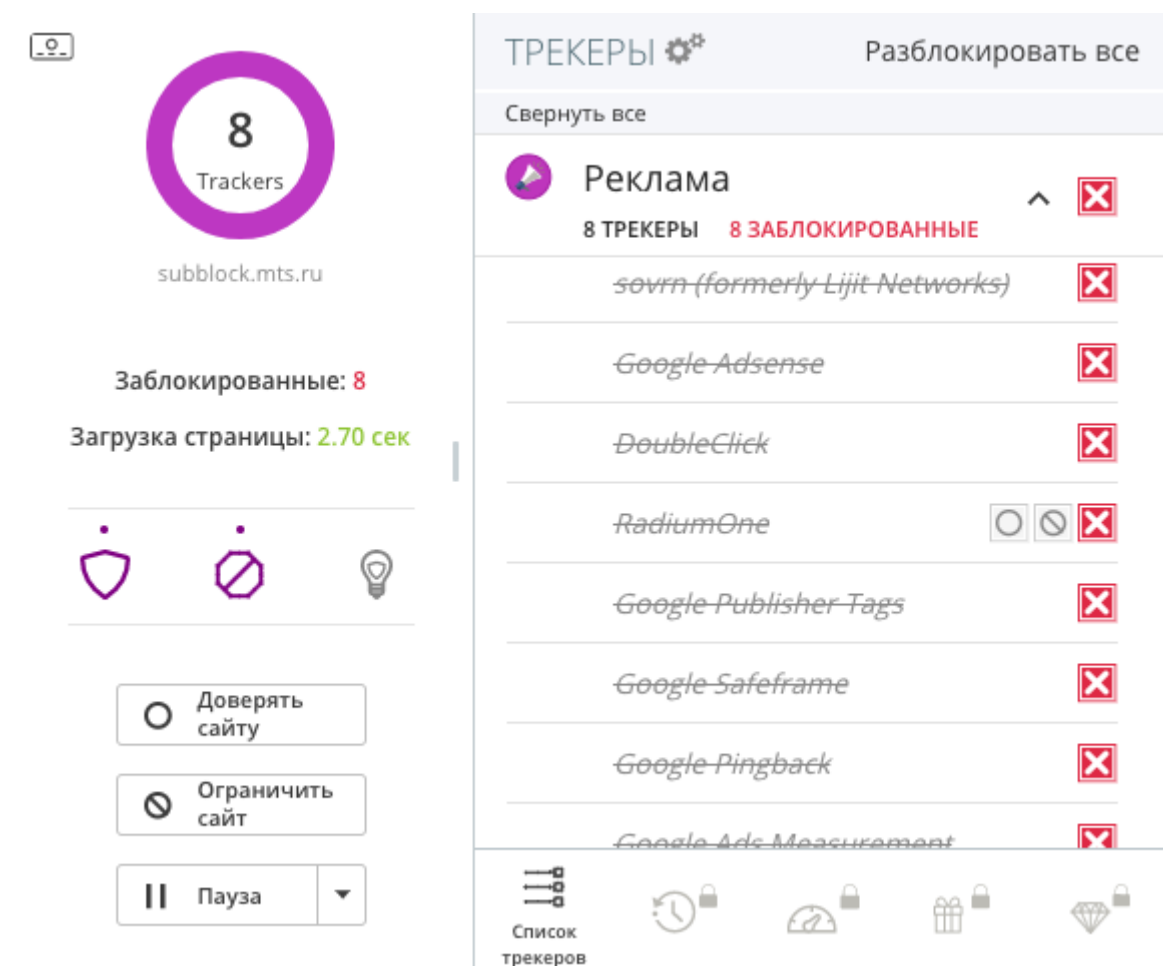 8
Trackers
subblock.mts.ru
Заблокированные: 8
Загрузка страницы: 2.70 сек
Доверять
сайту
Ограничить
сайт
Пауза
ТРЕКЕРЫ
Разблокировать все
Свернуть все
Реклама
8 ТРЕКЕРЫ 8 ЗАБЛОКИРОВАННЫЕ
sovrn (formerly Lijit Networks)
Google Adsense
DoubleClick
RadiumOne
Google Publisher Tags
Google Safeframe
Google Pingback
Google Ads Measurement
Список
трекеров